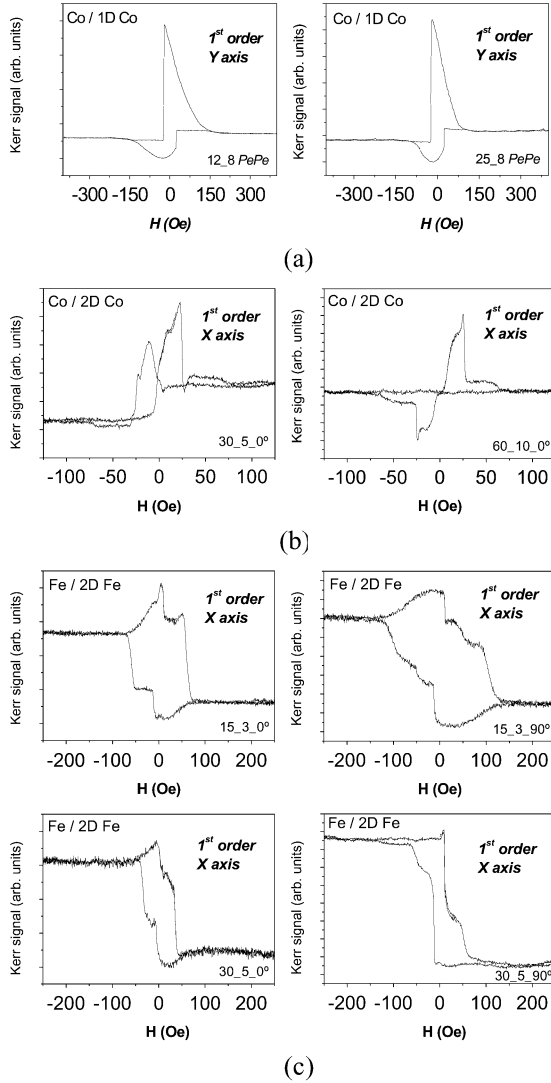 Co / 1D Co
1st order
Y axis
Kerr signal (arb. units)
12_8 PePe
-300 -150 0 150 300
H (Oe)
Co / 1D Co
1st order
Y axis
Kerr signal (arb. units)
25_8 PePe
-300 -150 0 150 300
H (Oe)
(a)
Co / 2D Co
1st order
X axis
Kerr signal (arb. units)
30_5_0º
-100 -50 0 50 100
H (Oe)
Co / 2D Co
1st order
X axis
Kerr signal (arb. units)
60_10_0º
-100 -50 0 50 100
H (Oe)
(b)
Fe / 2D Fe
1st order
X axis
Kerr signal (arb. units)
15_3_0º
-200 -100 0 100 200
H (Oe)
Fe / 2D Fe
1st order
X axis
Kerr signal (arb. units)
15_3_90º
-200 -100 0 100 200
H (Oe)
Fe / 2D Fe
1st order
X axis
Kerr signal (arb. units)
30_5_0º
-200 -100 0 100 200
H (Oe)
Fe / 2D Fe
1st order
X axis
Kerr signal (arb. units)
30_5_90º
-200 -100 0 100 200
H (Oe)
(c)